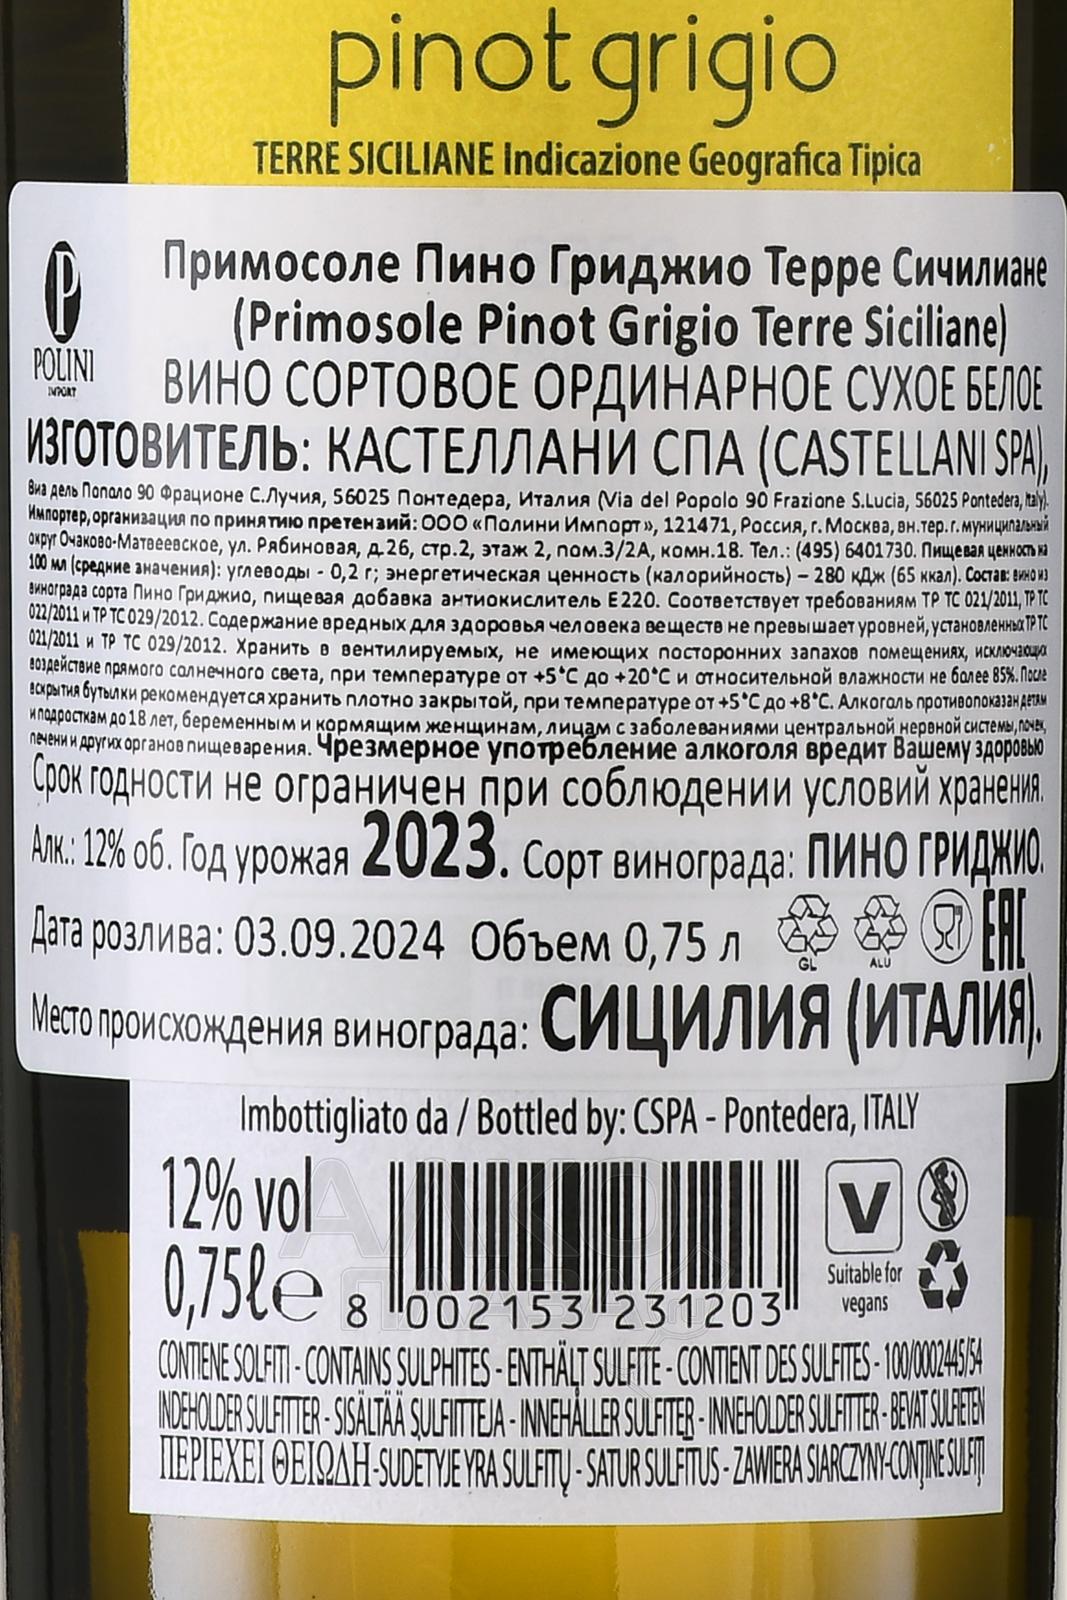 pinot grigio
TERRE SICILIANE Indicazione Geografica Tipica
P
POLINI
IMPORT
Примосоле Пино Гриджио Терре Сичилиане
(Primosole Pinot Grigio Terre Siciliane)
ВИНО СОРТОВОЕ ОРДИНАРНОЕ СУХОЕ БЕЛОЕ
ИЗГОТОВИТЕЛЬ: КАСТЕЛЛАНИ СПА (CASTELLANI SPA),
Виа дель Пополо 90 Фрационе С.Лучия, 56025 Понтедера, Италия (Via del Popolo 90 Frazione S.Lucia, 56025 Pontedera, Italy).
Импортер, организация по принятию претензий: ООО «Полини Импорт», 121471, Россия, г. Москва, вн.тер. г. муниципальный
округ Очаково-Матвеевское, ул. Рябиновая, д.26, стр.2, этаж 2, пом.3/2А, комн.18. Тел.: (495) 6401730. Пищевая ценность на
100 мл (средние значения): углеводы - 0,2 г; энергетическая ценность (калорийность) – 280 кДж (65 ккал). Состав: вино из
винограда сорта Пино Гриджио, пищевая добавка антиокислитель Е220. Соответствует требованиям ТР ТС 021/2011, ТР ТС
022/2011 и ТР ТС 029/2012. Содержание вредных для здоровья человека веществ не превышает уровней, установленных ТР ТС
021/2011 и ТР ТС 029/2012. Хранить в вентилируемых, не имеющих посторонних запахов помещениях, исключающих
воздействие прямого солнечного света, при температуре от +5°С до +20°С и относительной влажности не более 85%. После
вскрытия бутылки рекомендуется хранить плотно закрытой, при температуре от +5°С до +8°С. Алкоголь противопоказан детям
и подросткам до 18 лет, беременным и кормящим женщинам, лицам с заболеваниями центральной нервной системы, почек,
печени и других органов пищеварения. Чрезмерное употребление алкоголя вредит Вашему здоровью
Срок годности не ограничен при соблюдении условий хранения.
Алк.: 12% об. Год урожая 2023. Сорт винограда: ПИНО ГРИДЖИО.
Дата розлива: 03.09.2024 Объем 0,75 л
GL
ALU
EAC
Место происхождения винограда: СИЦИЛИЯ (ИТАЛИЯ).
Imbottigliato da / Bottled by: CSPA - Pontedera, ITALY
12% vol
0,75ℓ e
8 002153 231203
V
Suitable for
vegans
CONTIENE SOLFITI - CONTAINS SULPHITES - ENTHÄLT SULFITE - CONTIENT DES SULFITES - 100/0002445/54
INDEHOLDER SULFITTER - SISÄLTÄÄ SULFIITTEJA - INNEHÅLLER SULFITER - INNEHOLDER SULFITTER - BEVAT SULFIETEN
ΠΕΡΙΕΧΕΙ ΘΕΙΩΔΗ - SUDETYJE YRA SULFITŲ - SATUR SULFITUS - ZAWIERA SIARCZYNY - CONŢINE SULFIŢI
АЛКО
ПЛАЗА.ru